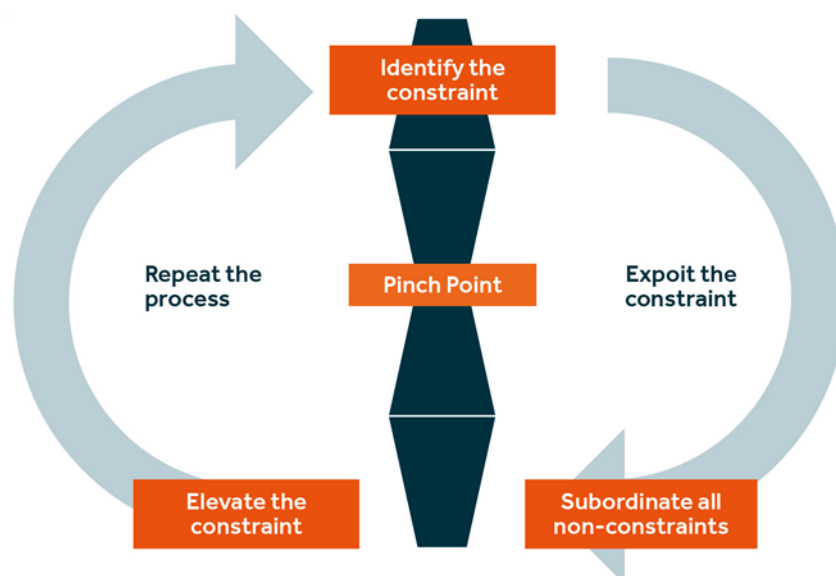 Identify the
constraint
Repeat the
process
Pinch Point
Expoit the
constraint
Elevate the
constraint
Subordinate all
non-constraints